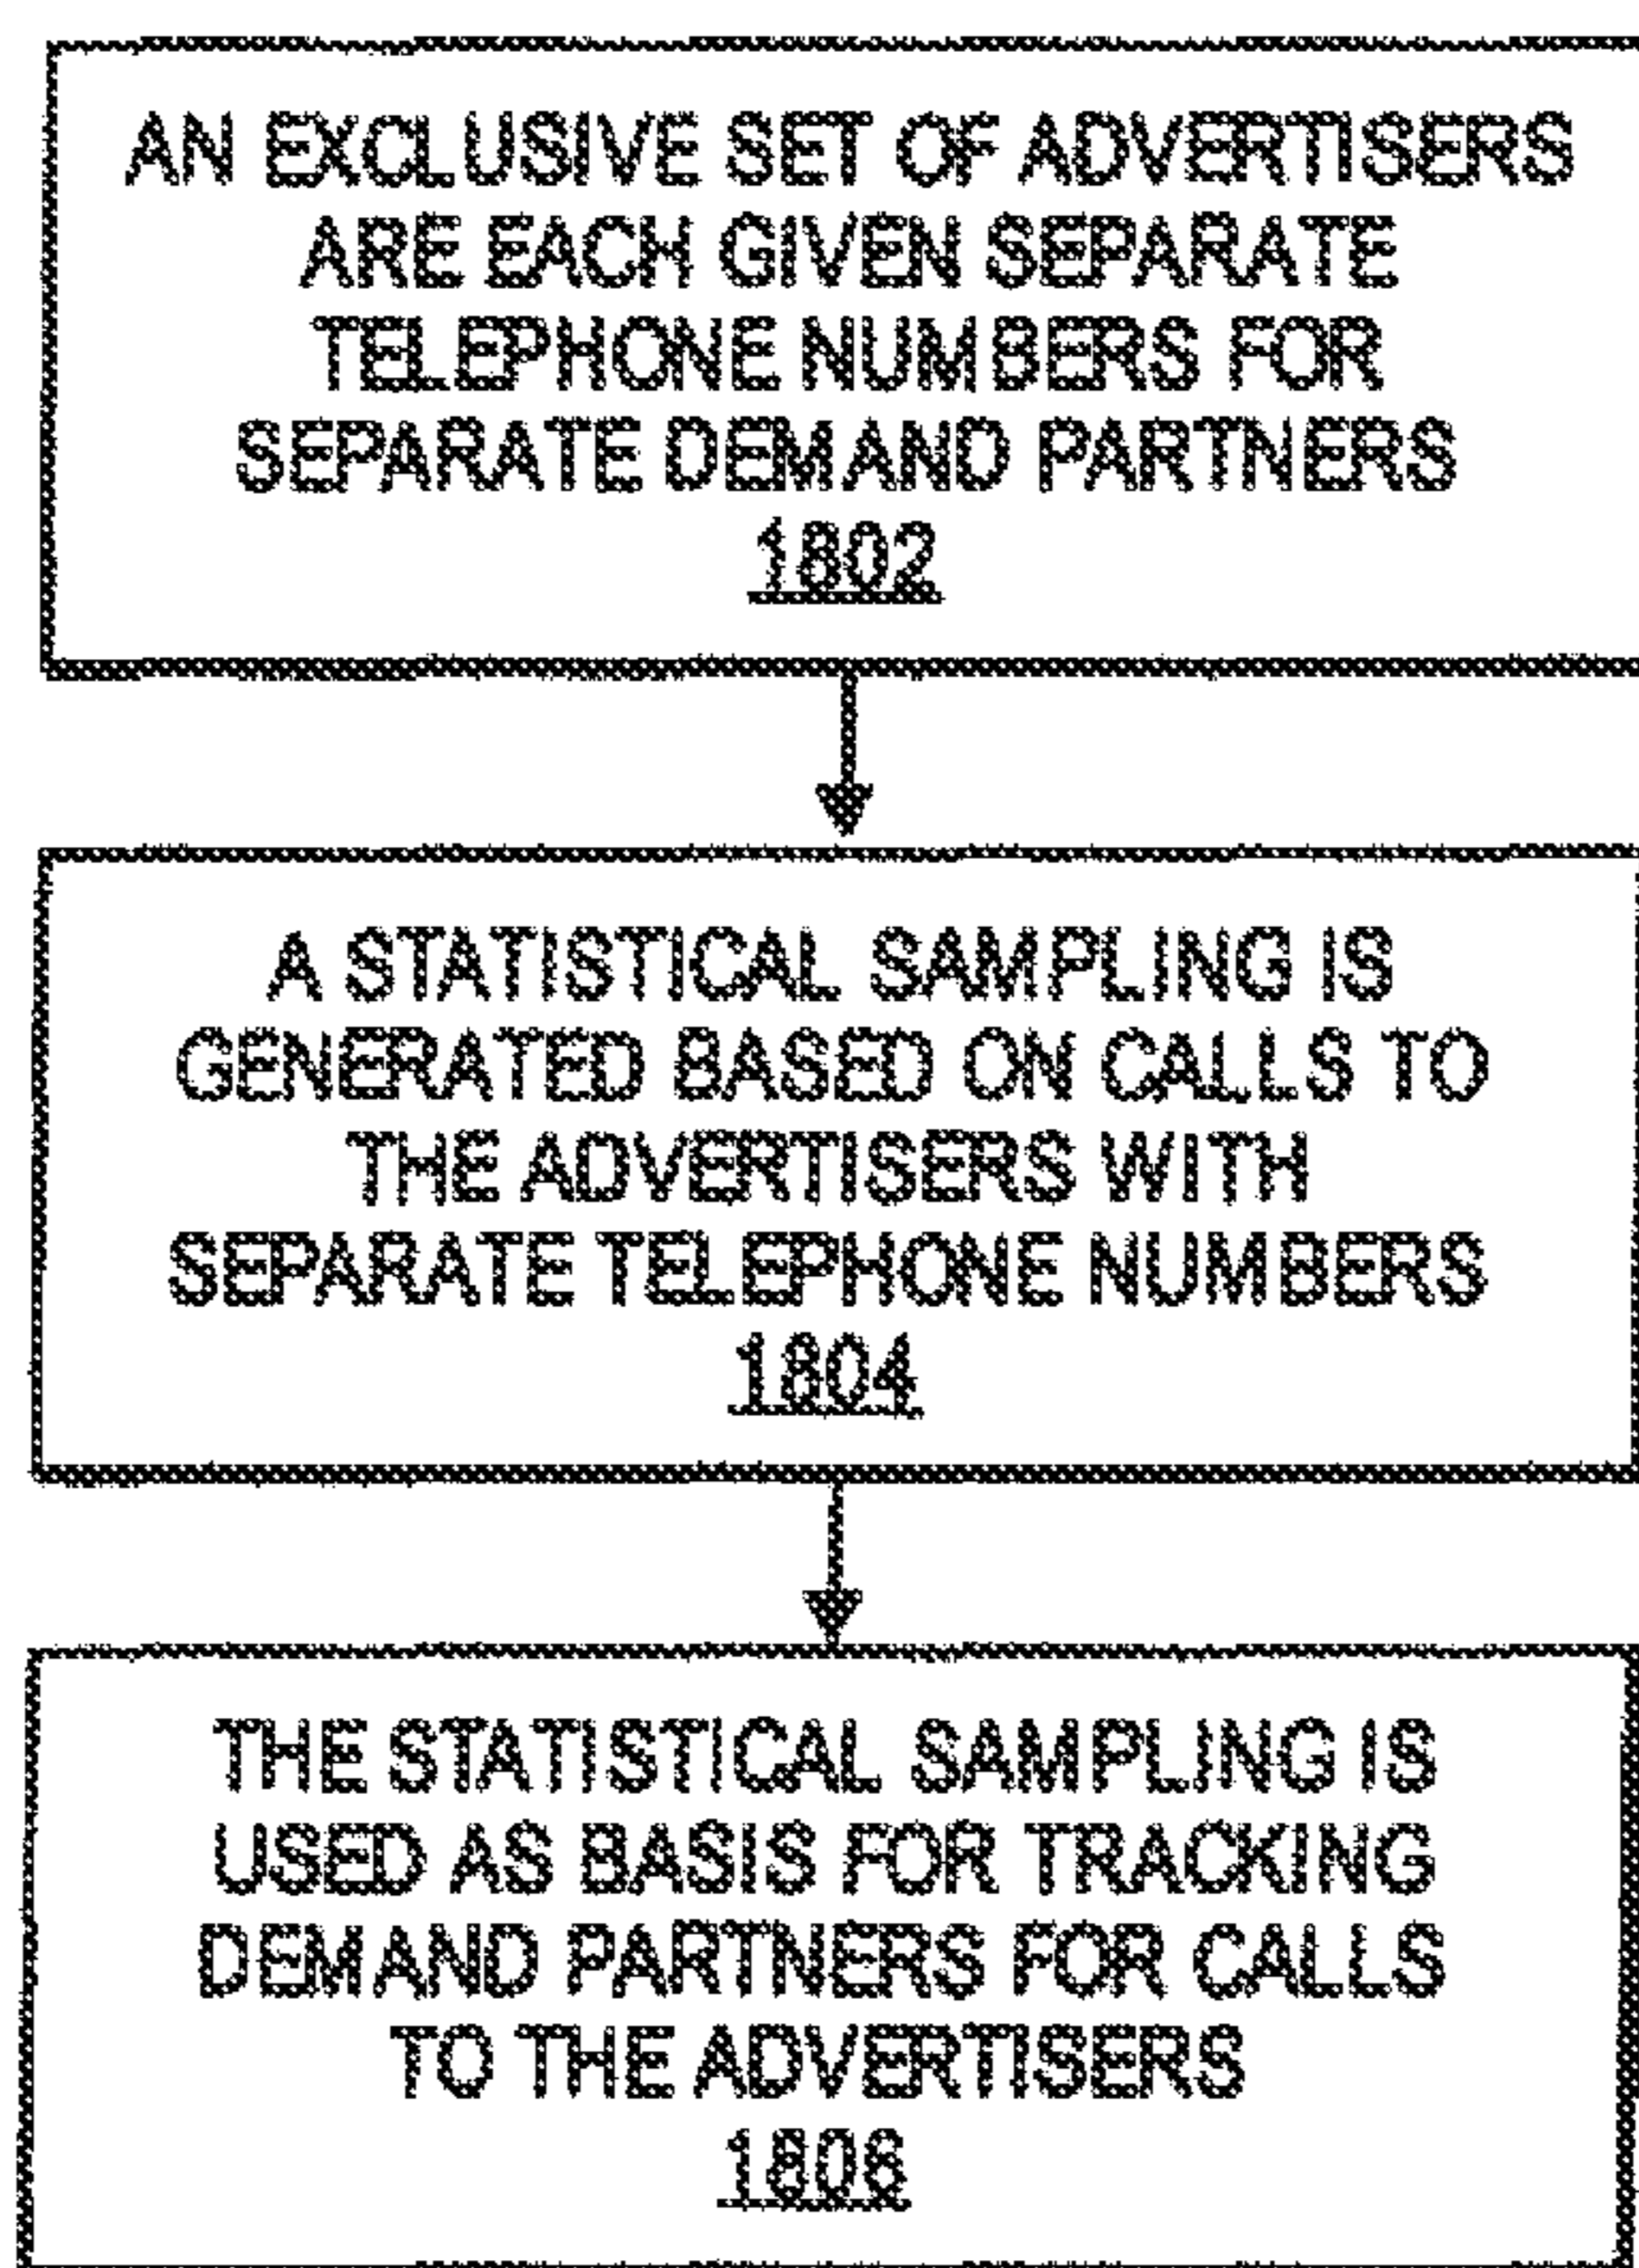 AN EXCLUSIVE SET OF ADVERTISERS
ARE EACH GIVEN SEPARATE
TELEPHONE NUMBERS FOR
SEPARATE DEMAND PARTNERS
1802
A STATISTICAL SAMPLING IS
GENERATED BASED ON CALLS TO
THE ADVERTISERS WITH
SEPARATE TELEPHONE NUMBERS
1804
THE STATISTICAL SAMPLING IS
USED AS BASIS FOR TRACKING
DEMAND PARTNERS FOR CALLS
TO THE ADVERTISERS
1806